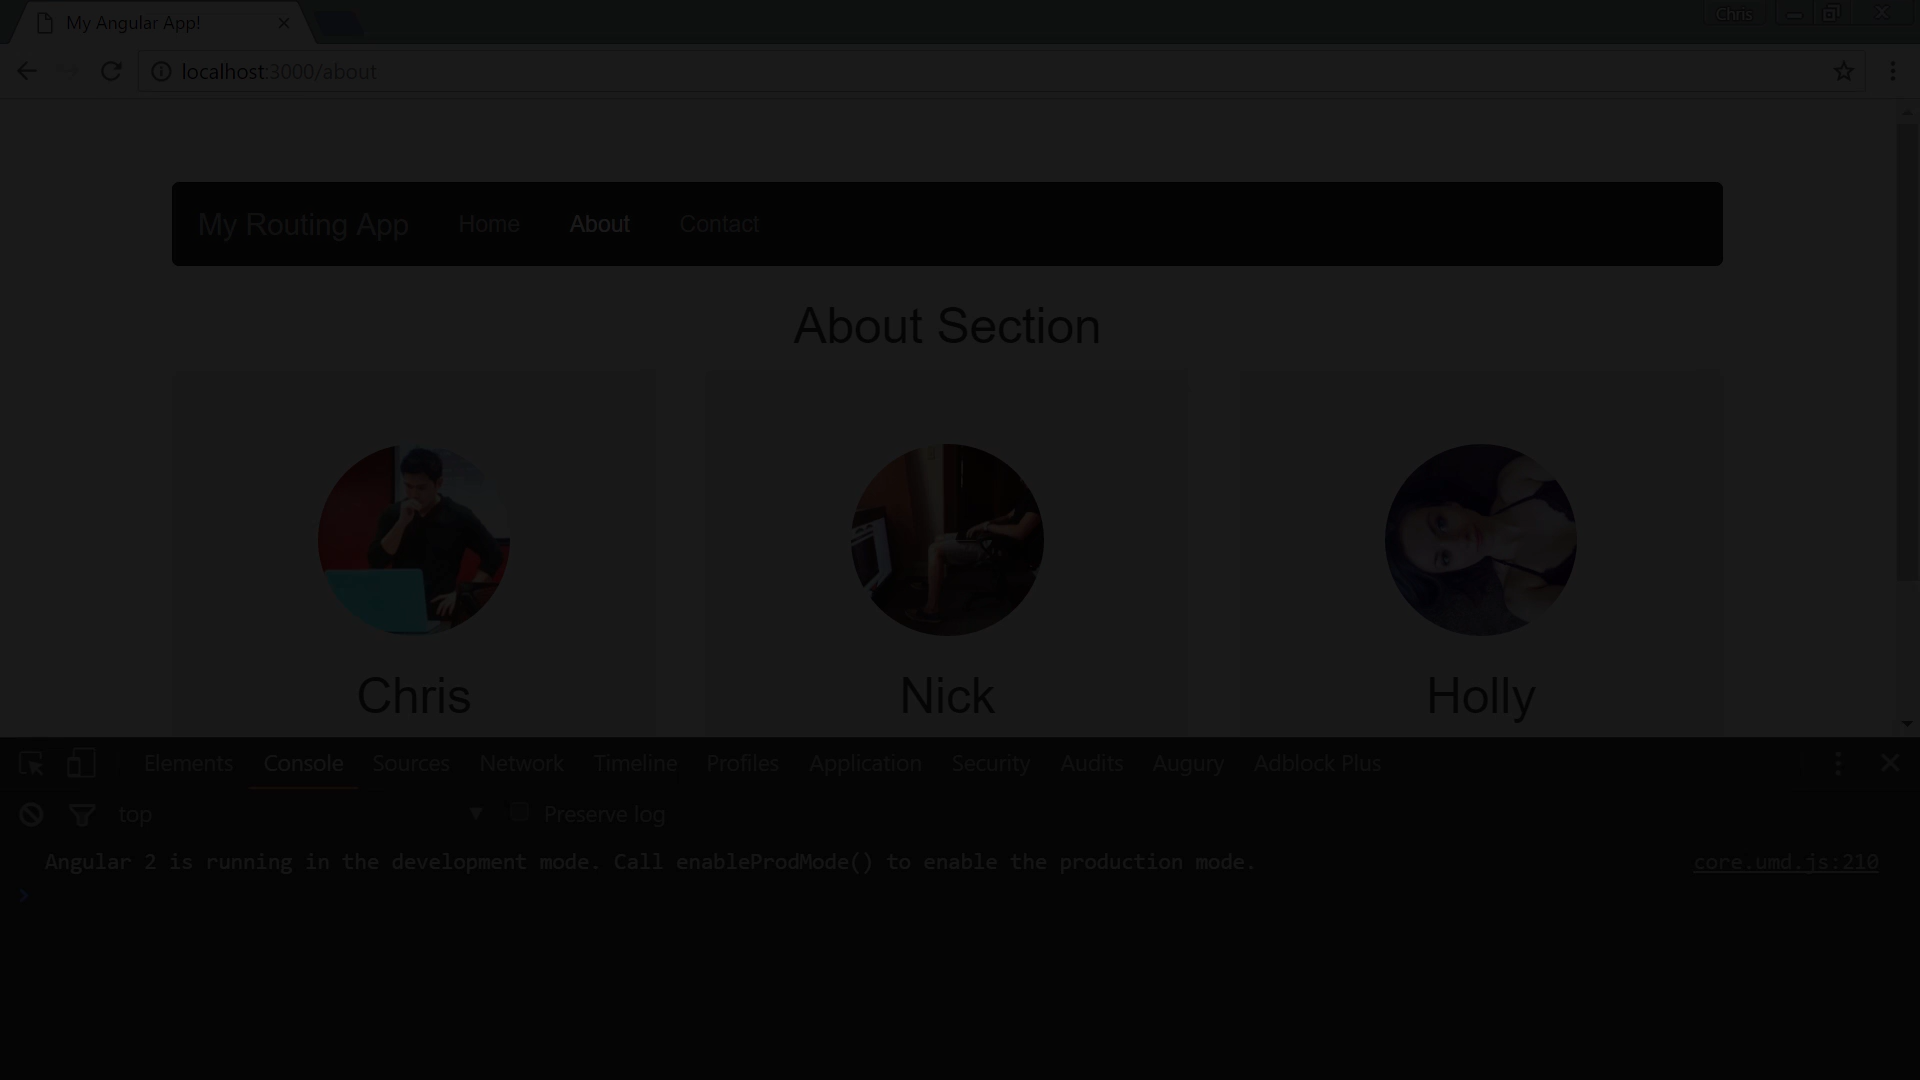 My Angular App!
Chris
localhost:3000/about
My Routing App Home About Contact
About Section
Chris Nick Holly
Elements Console Sources Network Timeline Profiles Application Security Audits Augury Adblock Plus
top Preserve log
Angular 2 is running in the development mode. Call enableProdMode() to enable the production mode. core.umd.js:210